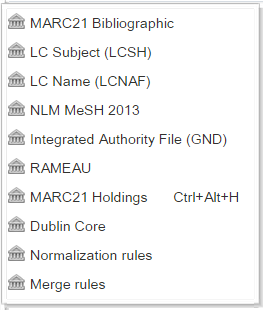 MARC21 Bibliographic
LC Subject (LCSH)
LC Name (LCNAF)
NLM MeSH 2013
Integrated Authority File (GND)
RAMEAU
MARC21 Holdings Ctrl+Alt+H
Dublin Core
Normalization rules
Merge rules